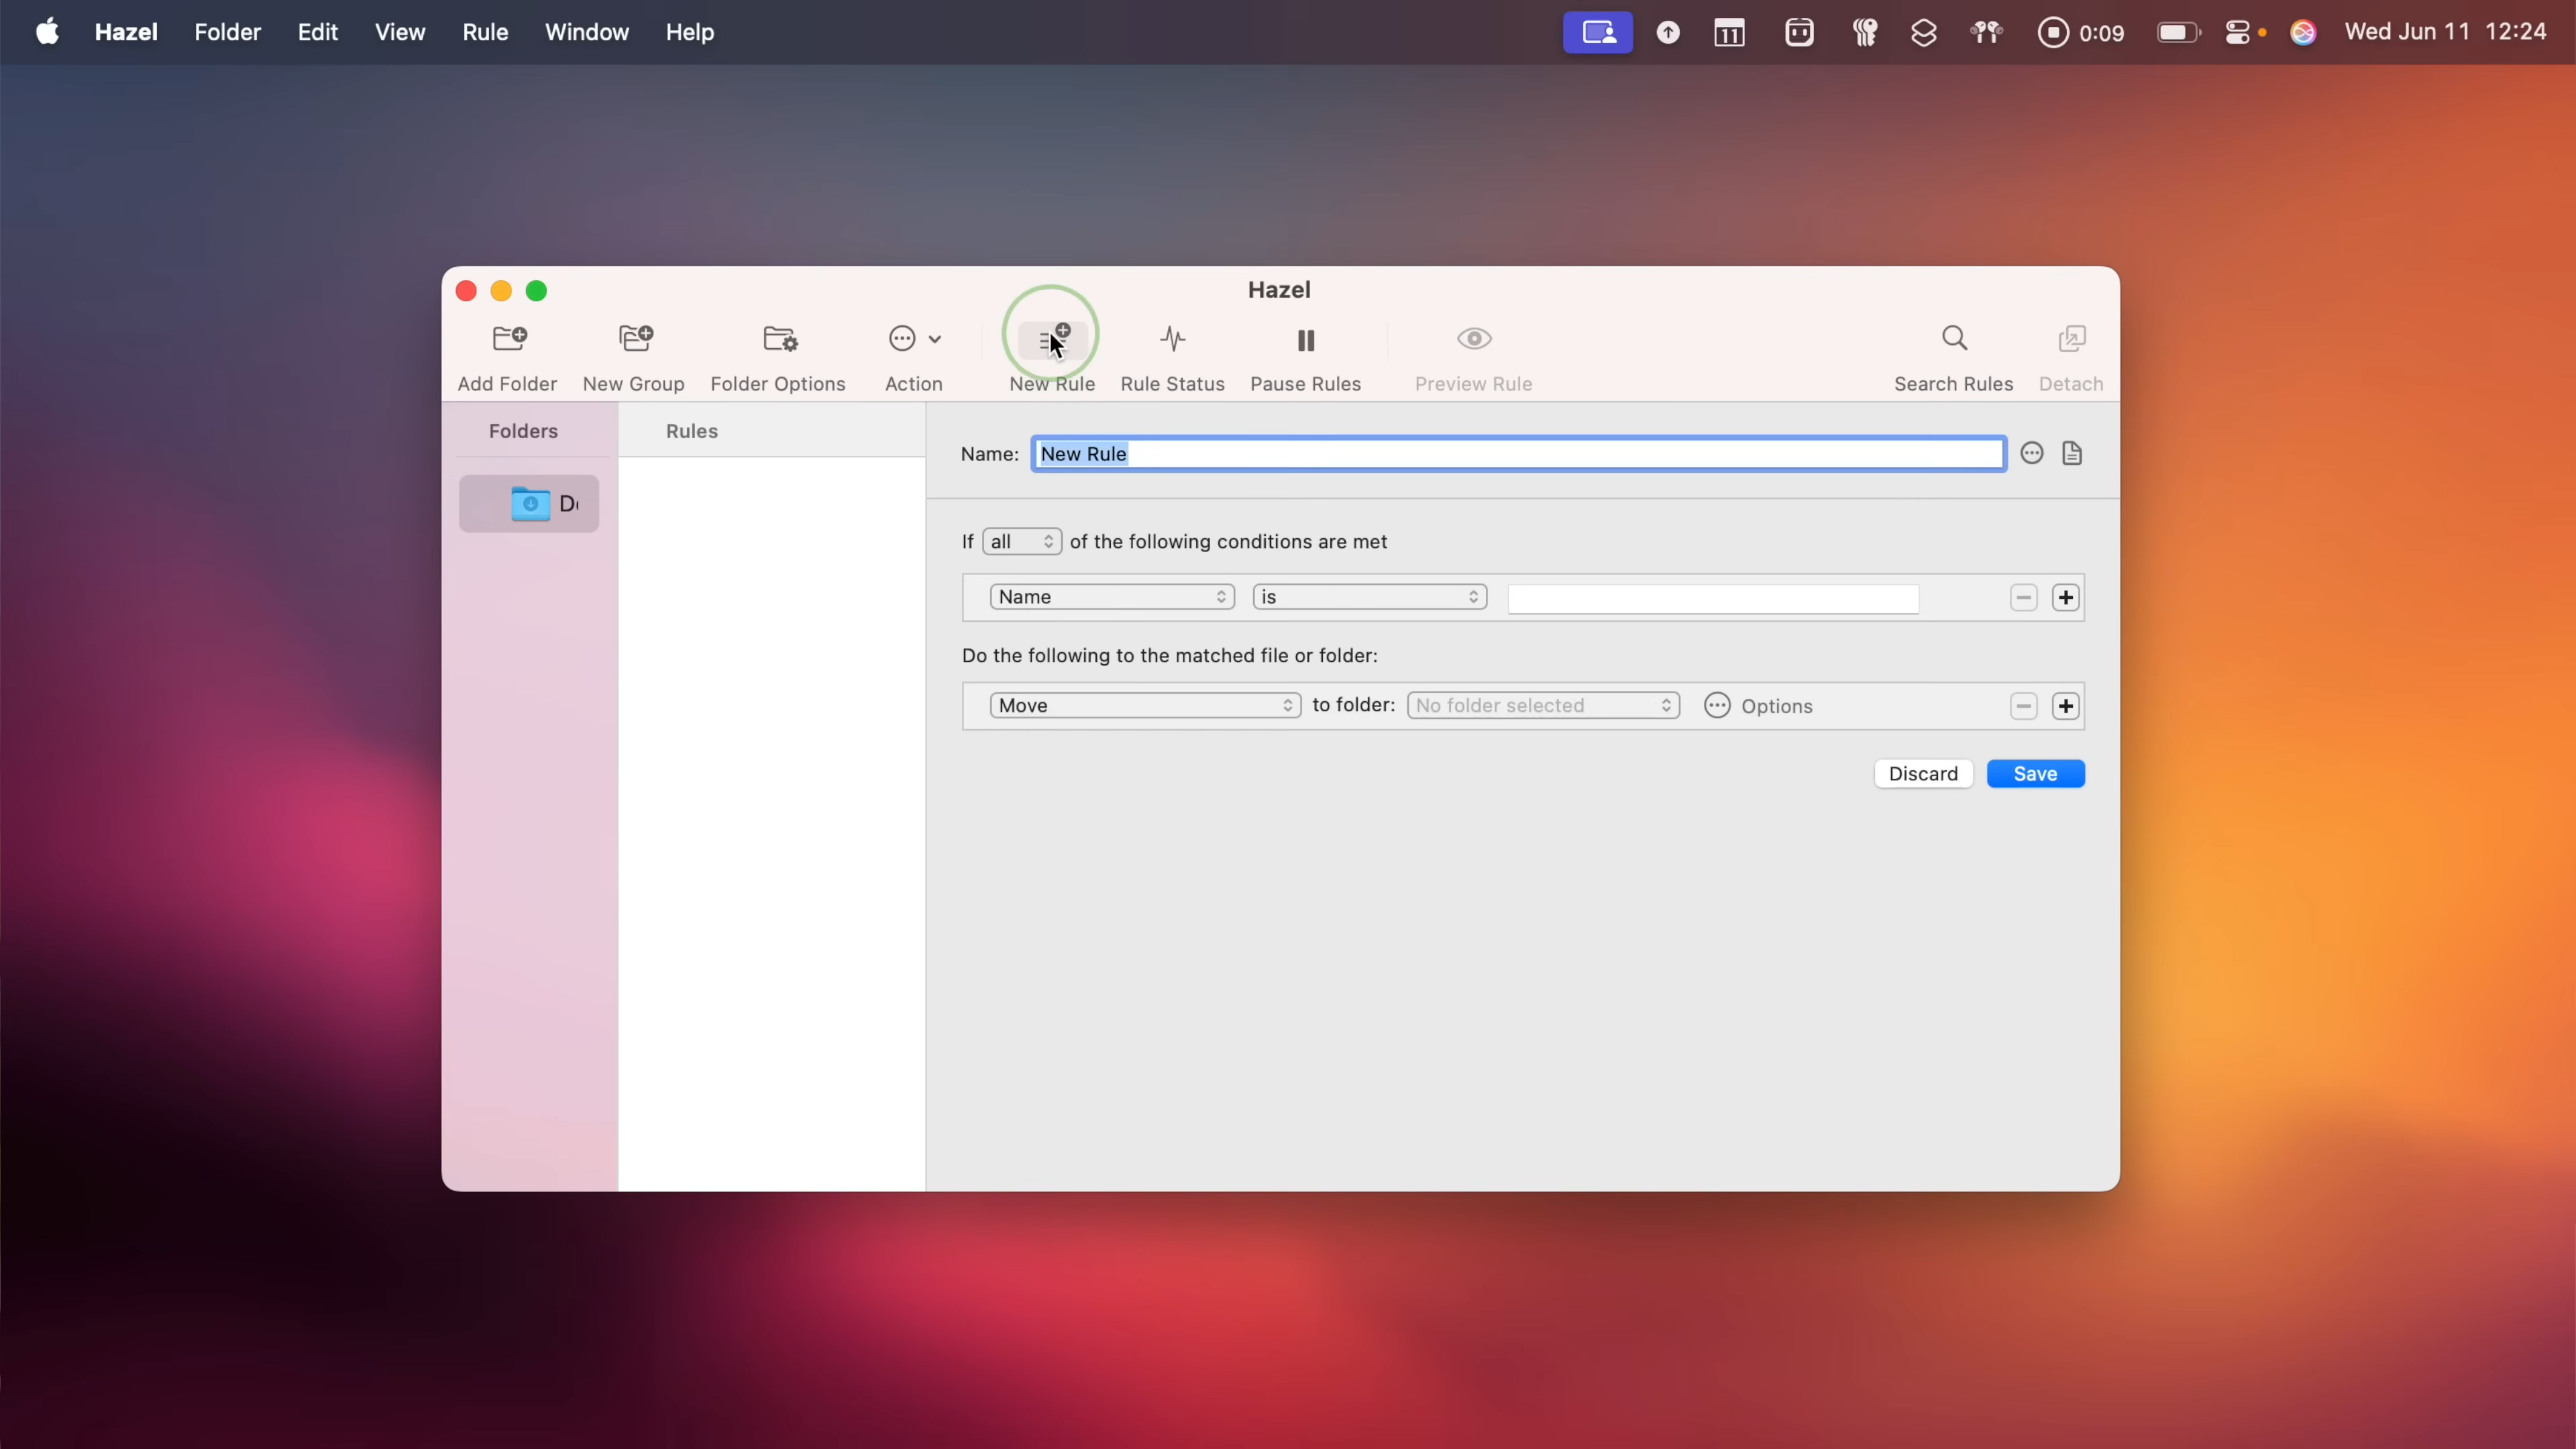 Hazel Folder Edit View Rule Window Help 11 0:09 Wed Jun 11 12:24
Hazel
Add Folder New Group Folder Options Action New Rule Rule Status Pause Rules Preview Rule Search Rules Detach
Folders Rules
Name: New Rule
If all of the following conditions are met
Name is
Do the following to the matched file or folder:
Move to folder: No folder selected Options
Discard Save